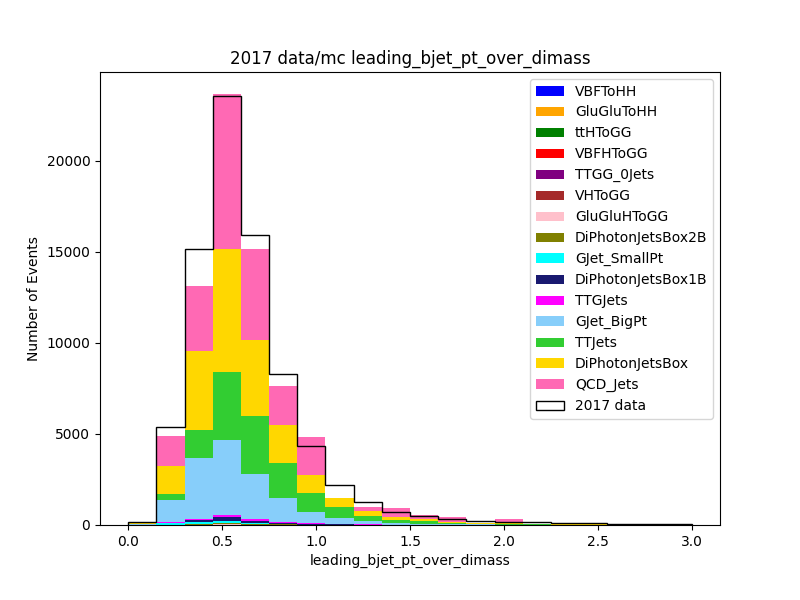 2017 data/mc leading_bjet_pt_over_dimass
VBFToHH
GluGluToHH
ttHToGG
VBFHToGG
TTGG_0Jets
VHToGG
GluGluHToGG
DiPhotonJetsBox2B
GJet_SmallPt
DiPhotonJetsBox1B
TTGJets
GJet_BigPt
TTJets
DiPhotonJetsBox
QCD_Jets
2017 data
Number of Events
20000
15000
10000
5000
0
0.0 0.5 1.0 1.5 2.0 2.5 3.0
leading_bjet_pt_over_dimass